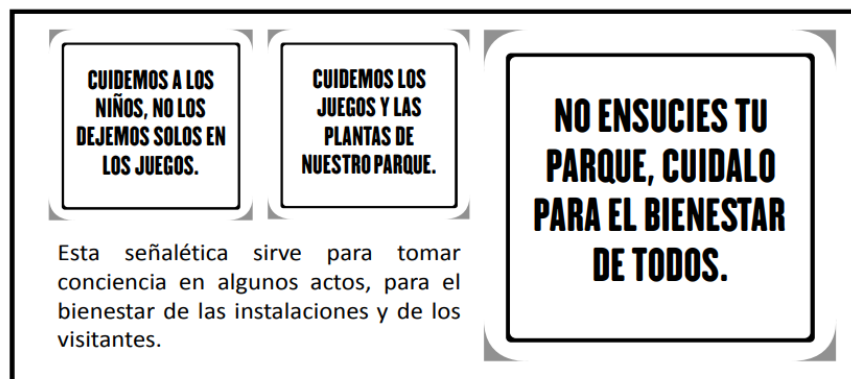 CUIDEMOS A LOS
NIÑOS, NO LOS
DEJEMOS SOLOS EN
LOS JUEGOS.
CUIDEMOS LOS
JUEGOS Y LAS
PLANTAS DE
NUESTRO PARQUE.
NO ENSUCIES TU
PARQUE, CUIDALO
PARA EL BIENESTAR
DE TODOS.
Esta señalética sirve para tomar
conciencia en algunos actos, para el
bienestar de las instalaciones y de los
visitantes.